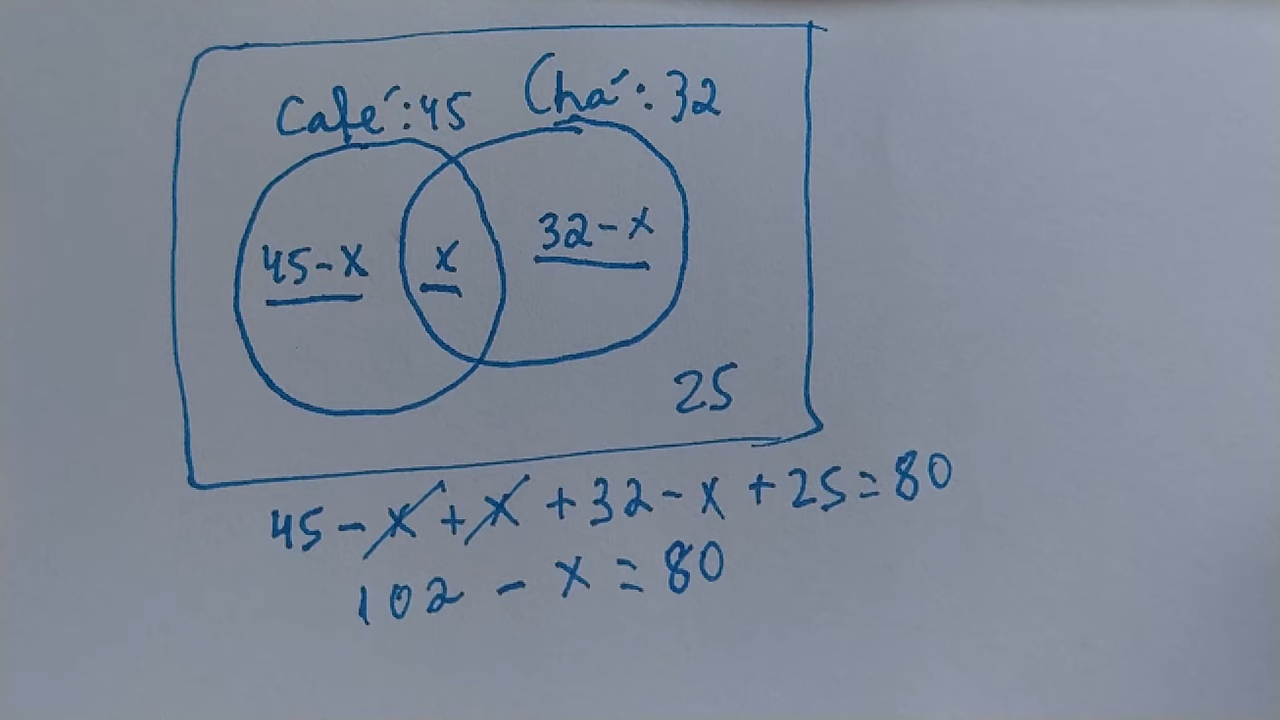 Café: 45
Chá: 32
45-x
x
32-x
25
45-x+x+32-x+25=80
102-x=80